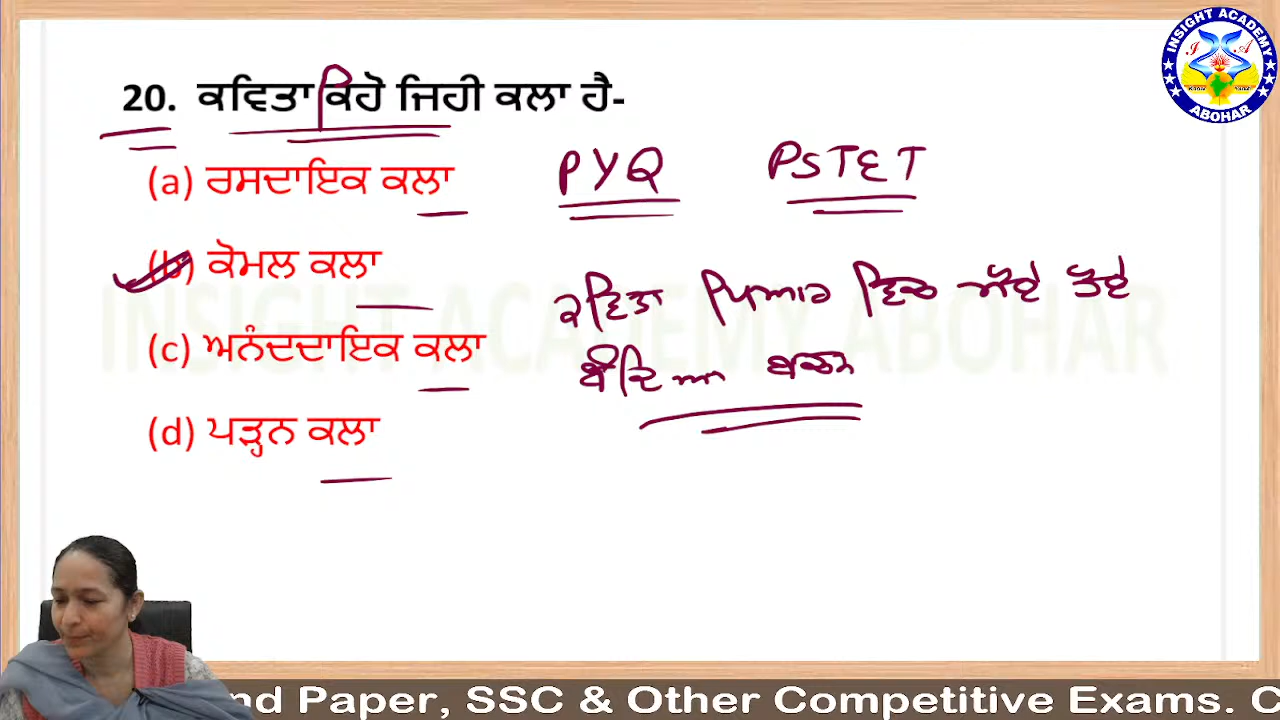 20. ਕਵਿਤਾ ਕਿਹੋ ਜਿਹੀ ਕਲਾ ਹੈ-
(a) ਰਸਦਾਇਕ ਕਲਾ
(b) ਕੋਮਲ ਕਲਾ
(c) ਅਨੰਦਦਾਇਕ ਕਲਾ
(d) ਪੜ੍ਹਨ ਕਲਾ
PYQ PSTET
ਕਵਿਤਾ ਪਿਆਰ ਵਿਚ
INSIGHT ACADEMY ABOHAR
INSIGHT ACADEMY
ABOHAR
nd Paper, SSC & Other Competitive Exams. C